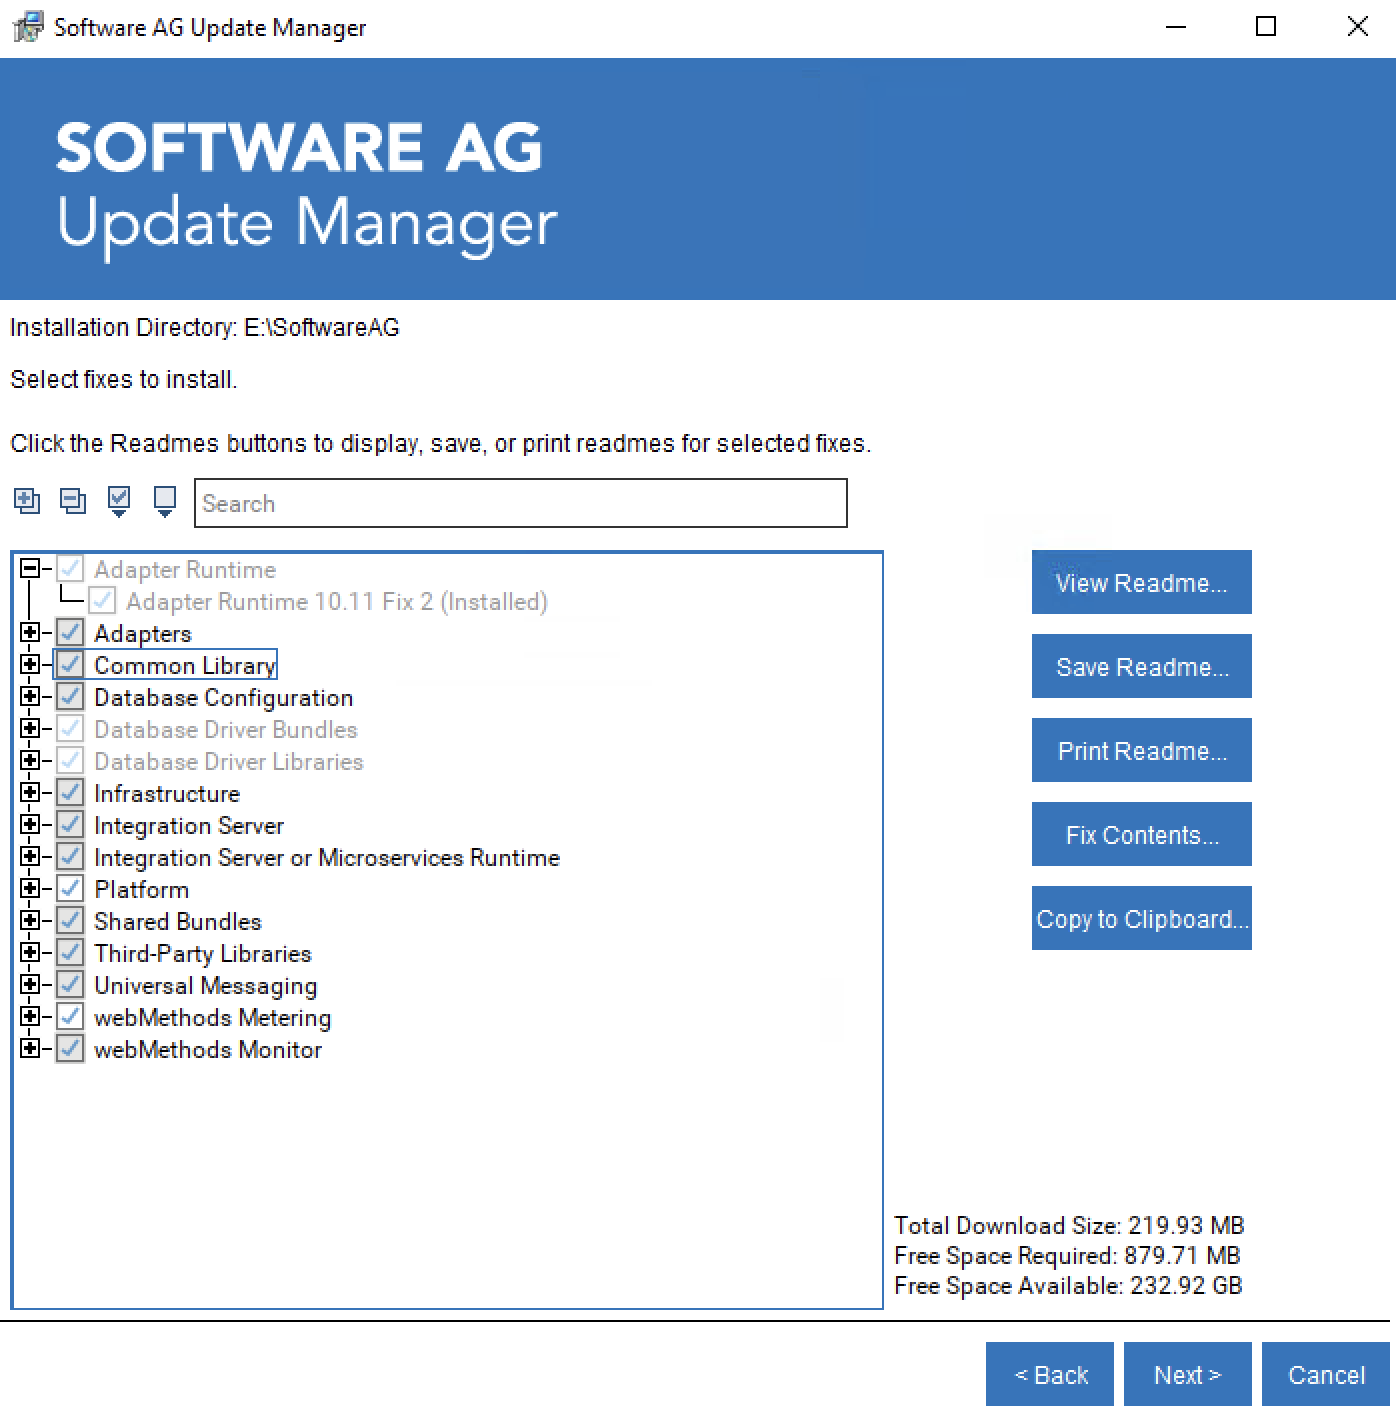 Software AG Update Manager
SOFTWARE AG
Update Manager
Installation Directory: E:\SoftwareAG
Select fixes to install.
Click the Readmes buttons to display, save, or print readmes for selected fixes.
Search
Adapter Runtime
Adapter Runtime 10.11 Fix 2 (Installed)
Adapters
Common Library
Database Configuration
Database Driver Bundles
Database Driver Libraries
Infrastructure
Integration Server
Integration Server or Microservices Runtime
Platform
Shared Bundles
Third-Party Libraries
Universal Messaging
webMethods Metering
webMethods Monitor
View Readme...
Save Readme...
Print Readme...
Fix Contents...
Copy to Clipboard...
Total Download Size: 219.93 MB
Free Space Required: 879.71 MB
Free Space Available: 232.92 GB
< Back
Next >
Cancel